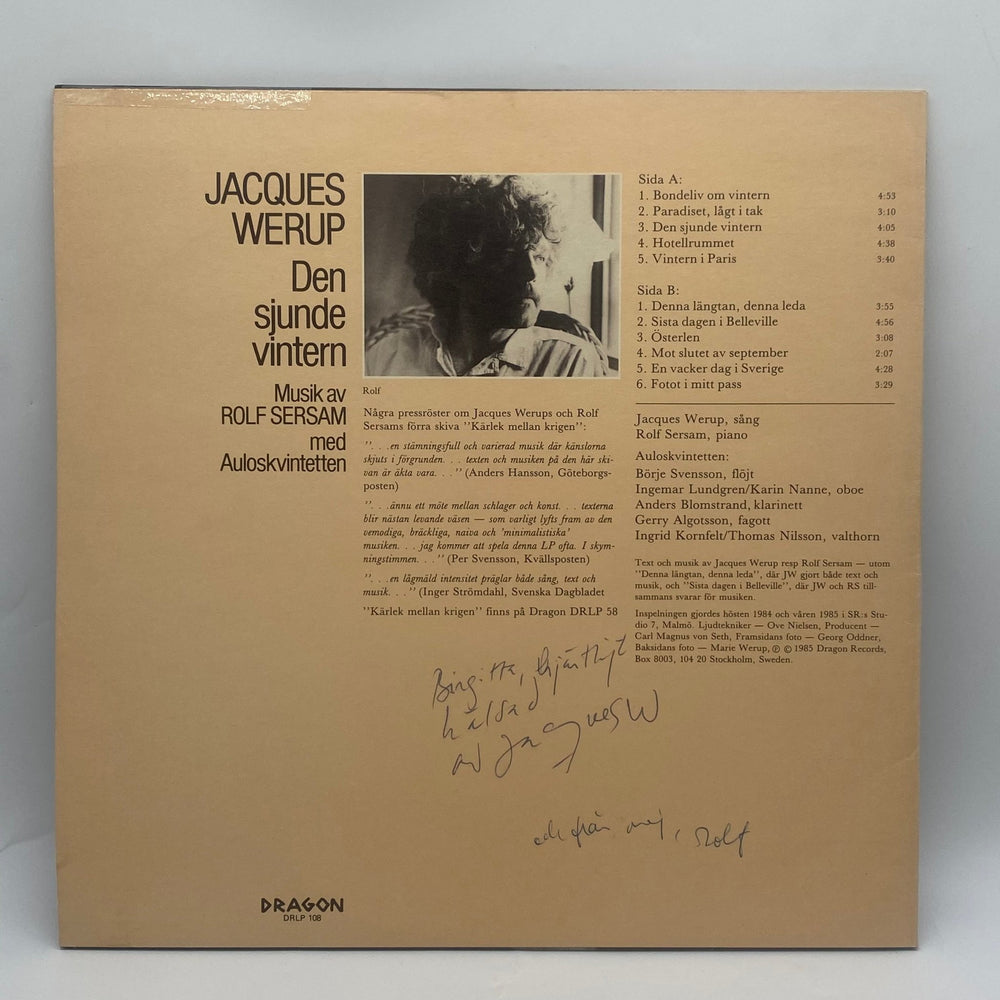 JACQUES
WERUP
Den
sjunde
vintern
Musik av
ROLF SERSAM
med
Auloskvintetten
DRAGON
DRLP 108
Rolf
Några pressröster om Jacques Werups och Rolf
Sersams förra skiva "Kärlek mellan krigen":
". . .en stämningsfull och varierad musik där känslorna
skjuts i förgrunden. . . texten och musiken på den här ski-
van är äkta vara. . ." (Anders Hansson, Göteborgs-
posten)
". . .ännu ett möte mellan schlager och konst. . . texterna
blir nästan levande väsen — som varligt lyfts fram av den
vemodiga, bräckliga, naiva och 'minimalistiska'
musiken. . . jag kommer att spela denna LP ofta. I skym-
ningstimmen. . ." (Per Svensson, Kvällsposten)
". . .en lågmäld intensitet präglar både sång, text och
musik. . ." (Inger Strömdahl, Svenska Dagbladet
"Kärlek mellan krigen" finns på Dragon DRLP 58
Sida A:
1. Bondeliv om vintern 4:53
2. Paradiset, lågt i tak 3:10
3. Den sjunde vintern 4:05
4. Hotellrummet 4:38
5. Vintern i Paris 3:40
Sida B:
1. Denna längtan, denna leda 3:55
2. Sista dagen i Belleville 4:56
3. Österlen 3:08
4. Mot slutet av september 2:07
5. En vacker dag i Sverige 4:28
6. Fotot i mitt pass 3:29
Jacques Werup, sång
Rolf Sersam, piano
Auloskvintetten:
Börje Svensson, flöjt
Ingemar Lundgren/Karin Nanne, oboe
Anders Blomstrand, klarinett
Gerry Algotsson, fagott
Ingrid Kornfelt/Thomas Nilsson, valthorn
Text och musik av Jacques Werup resp Rolf Sersam — utom
"Denna längtan, denna leda", där JW gjort både text och
musik, och "Sista dagen i Belleville", där JW och RS till-
sammans svarar för musiken.
Inspelningen gjordes hösten 1984 och våren 1985 i SR:s Stu-
dio 7, Malmö. Ljudtekniker — Ove Nielsen, Producent —
Carl Magnus von Seth, Framsidans foto — Georg Oddner,
Baksidans foto — Marie Werup, ℗ © 1985 Dragon Records,
Box 8003, 104 20 Stockholm, Sweden.
Birgitta, hjärtligt
hälsad
av Jacques W
och från mej, Rolf